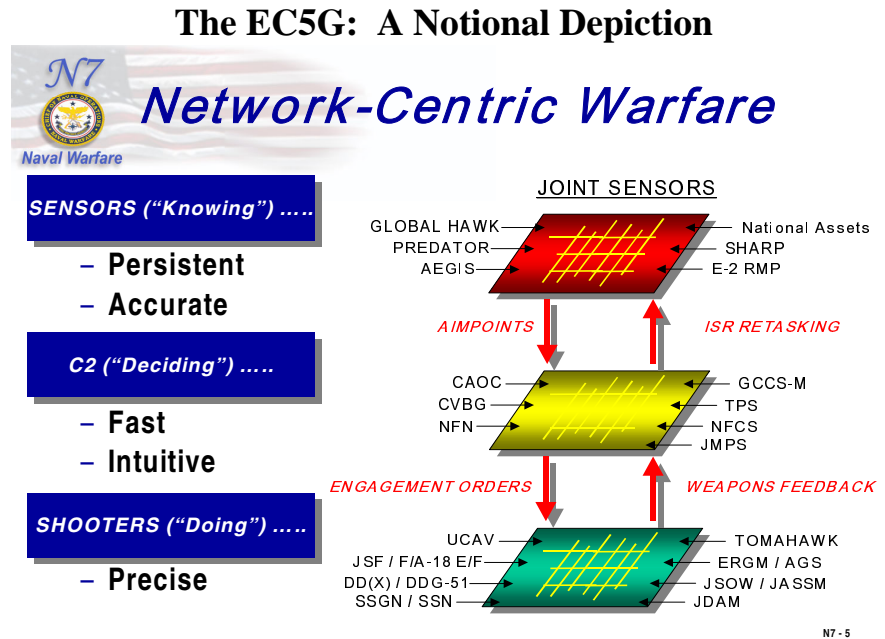 The EC5G: A Notional Depiction
N7
Naval Warfare
Network-Centric Warfare
SENSORS (“Knowing”) …..
– Persistent
– Accurate
C2 (“Deciding”) …..
– Fast
– Intuitive
SHOOTERS (“Doing”) …..
– Precise
JOINT SENSORS
GLOBAL HAWK
PREDATOR
AEGIS
National Assets
SHARP
E-2 RMP
AIMPOINTS
ISR RETASKING
CAOC
CVBG
NFN
GCCS-M
TPS
NFCS
JMPS
ENGAGEMENT ORDERS
WEAPONS FEEDBACK
UCAV
JSF / F/A-18 E/F
DD(X) / DDG-51
SSGN / SSN
TOMAHAWK
ERGM / AGS
JSOW / JASSM
JDAM
N7 - 5